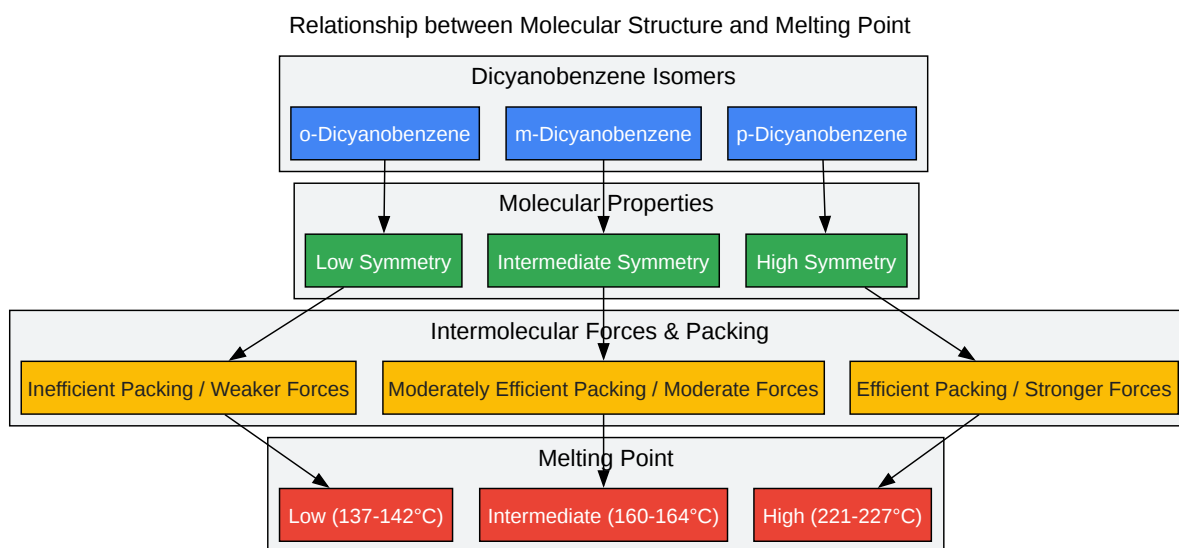 Relationship between Molecular Structure and Melting Point
Dicyanobenzene Isomers
o-Dicyanobenzene
m-Dicyanobenzene
p-Dicyanobenzene
Molecular Properties
Low Symmetry
Intermediate Symmetry
High Symmetry
Intermolecular Forces & Packing
Inefficient Packing / Weaker Forces
Moderately Efficient Packing / Moderate Forces
Efficient Packing / Stronger Forces
Melting Point
Low (137-142°C)
Intermediate (160-164°C)
High (221-227°C)